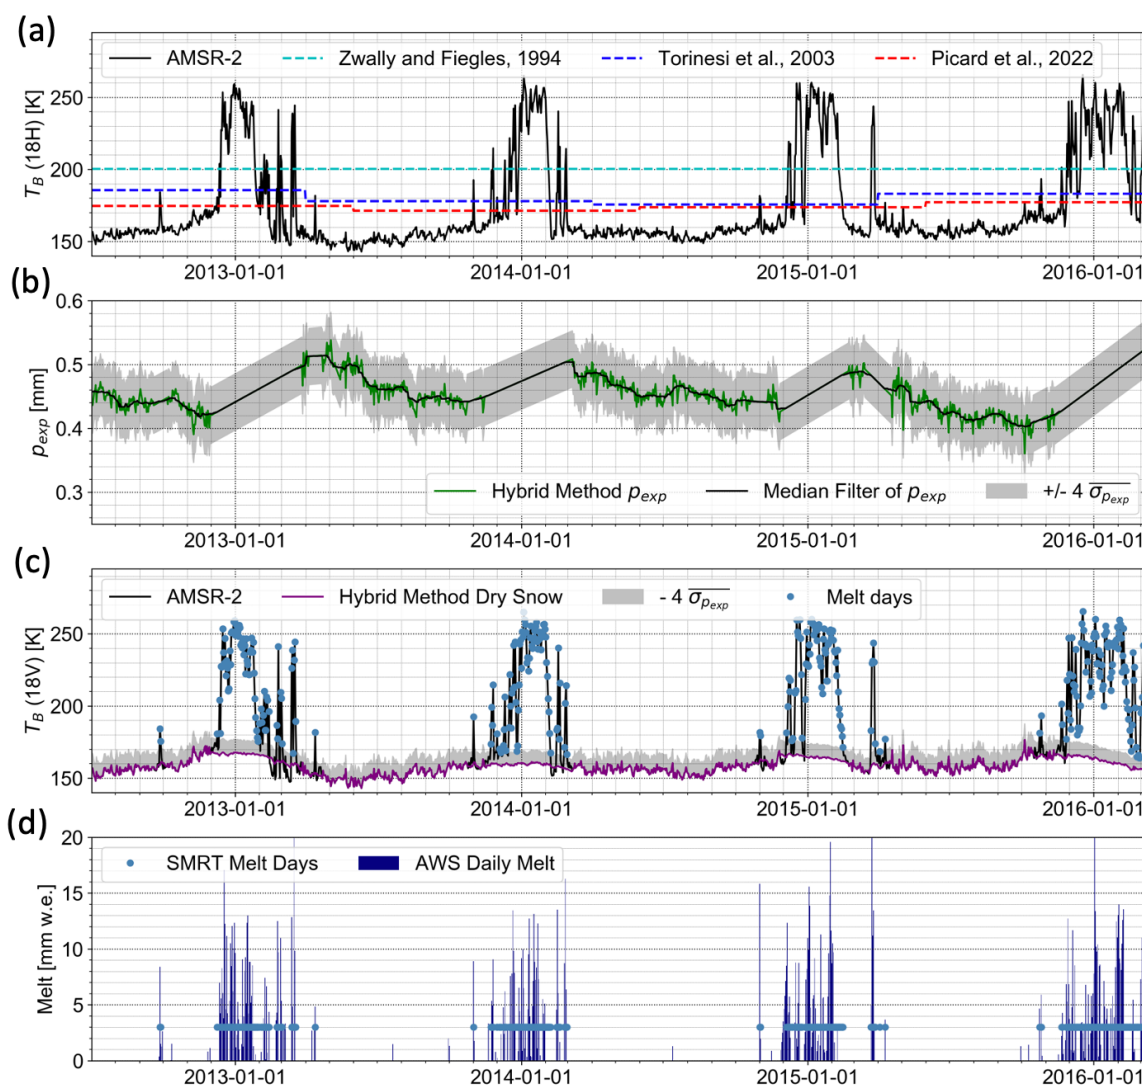 (a)
AMSR-2 Zwally and Fiegles, 1994 Torinesi et al., 2003 Picard et al., 2022
T_B (18H) [K]
250
200
150
2013-01-01 2014-01-01 2015-01-01 2016-01-01
(b)
p_exp [mm]
0.6
0.5
0.4
0.3
Hybrid Method p_exp Median Filter of p_exp +/- 4 σ_p_exp
2013-01-01 2014-01-01 2015-01-01 2016-01-01
(c)
AMSR-2 Hybrid Method Dry Snow - 4 σ_p_exp Melt days
T_B (18V) [K]
250
200
150
2013-01-01 2014-01-01 2015-01-01 2016-01-01
(d)
SMRT Melt Days AWS Daily Melt
Melt [mm w.e.]
20
15
10
5
0
2013-01-01 2014-01-01 2015-01-01 2016-01-01